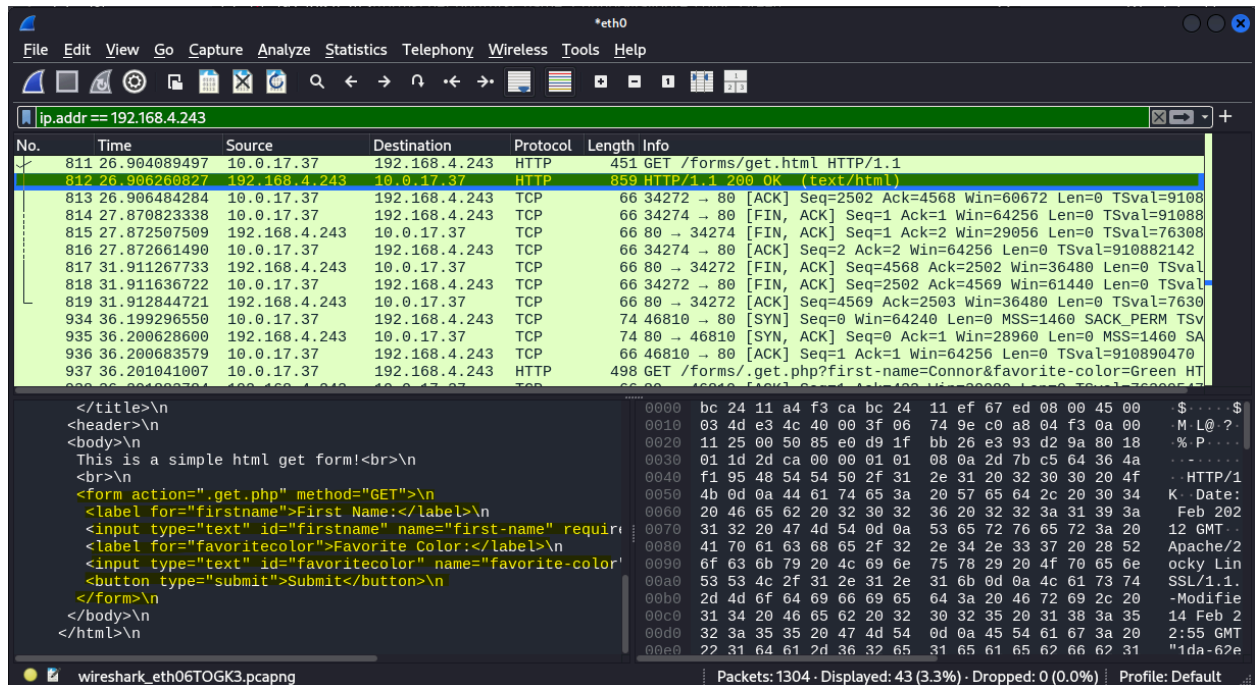 *eth0
File Edit View Go Capture Analyze Statistics Telephony Wireless Tools Help
ip.addr == 192.168.4.243
No. Time Source Destination Protocol Length Info
811 26.904089497 10.0.17.37 192.168.4.243 HTTP 451 GET /forms/get.html HTTP/1.1
812 26.906260827 192.168.4.243 10.0.17.37 HTTP 859 HTTP/1.1 200 OK (text/html)
813 26.906484284 10.0.17.37 192.168.4.243 TCP 66 34272 → 80 [ACK] Seq=2502 Ack=4568 Win=60672 Len=0 TSval=9108
814 27.870823338 10.0.17.37 192.168.4.243 TCP 66 34274 → 80 [FIN, ACK] Seq=1 Ack=1 Win=64256 Len=0 TSval=91088
815 27.872507509 192.168.4.243 10.0.17.37 TCP 66 80 → 34274 [FIN, ACK] Seq=1 Ack=2 Win=29056 Len=0 TSval=76308
816 27.872661490 10.0.17.37 192.168.4.243 TCP 66 34274 → 80 [ACK] Seq=2 Ack=2 Win=64256 Len=0 TSval=910882142
817 31.911267733 192.168.4.243 10.0.17.37 TCP 66 80 → 34272 [FIN, ACK] Seq=4568 Ack=2502 Win=36480 Len=0 TSval
818 31.911636722 10.0.17.37 192.168.4.243 TCP 66 34272 → 80 [FIN, ACK] Seq=2502 Ack=4569 Win=61440 Len=0 TSval
819 31.912844721 192.168.4.243 10.0.17.37 TCP 66 80 → 34272 [ACK] Seq=4569 Ack=2503 Win=36480 Len=0 TSval=7630
934 36.199296550 10.0.17.37 192.168.4.243 TCP 74 46810 → 80 [SYN] Seq=0 Win=64240 Len=0 MSS=1460 SACK_PERM TSv
935 36.200628600 192.168.4.243 10.0.17.37 TCP 74 80 → 46810 [SYN, ACK] Seq=0 Ack=1 Win=28960 Len=0 MSS=1460 SA
936 36.200683579 10.0.17.37 192.168.4.243 TCP 66 46810 → 80 [ACK] Seq=1 Ack=1 Win=64256 Len=0 TSval=910890470
937 36.201041007 10.0.17.37 192.168.4.243 HTTP 498 GET /forms/.get.php?first-name=Connor&favorite-color=Green HT
</title>\n
<header>\n
<body>\n
This is a simple html get form!<br>\n
<br>\n
<form action=".get.php" method="GET">\n
<label for="firstname">First Name:</label>\n
<input type="text" id="firstname" name="first-name" require
<label for="favoritecolor">Favorite Color:</label>\n
<input type="text" id="favoritecolor" name="favorite-color"
<button type="submit">Submit</button>\n
</form>\n
</body>\n
</html>\n
0000 bc 24 11 a4 f3 ca bc 24 11 ef 67 ed 08 00 45 00 ·$·····$
0010 03 4d e3 4c 40 00 3f 06 74 9e c0 a8 04 f3 0a 00 ·M·L@·?·
0020 11 25 00 50 85 e0 d9 1f bb 26 e3 93 d2 9a 80 18 ·%·P····
0030 01 1d 2d ca 00 00 01 01 08 0a 2d 7b c5 64 36 4a ··-·····
0040 f1 95 48 54 54 50 2f 31 2e 31 20 32 30 30 20 4f ··HTTP/1
0050 4b 0d 0a 44 61 74 65 3a 20 57 65 64 2c 20 30 34 K··Date:
0060 20 46 65 62 20 32 30 32 36 20 32 32 3a 31 39 3a Feb 202
0070 31 32 20 47 4d 54 0d 0a 53 65 72 76 65 72 3a 20 12 GMT··
0080 41 70 61 63 68 65 2f 32 2e 34 2e 33 37 20 28 52 Apache/2
0090 6f 63 6b 79 20 4c 69 6e 75 78 29 20 4f 70 65 6e ocky Lin
00a0 53 53 4c 2f 31 2e 31 2e 31 6b 0d 0a 4c 61 73 74 SSL/1.1.
00b0 2d 4d 6f 64 69 66 69 65 64 3a 20 46 72 69 2c 20 -Modifie
00c0 31 34 20 46 65 62 20 32 30 32 35 20 31 38 3a 35 14 Feb 2
00d0 32 3a 35 35 20 47 4d 54 0d 0a 45 54 61 67 3a 20 2:55 GMT
00e0 22 31 64 61 2d 36 32 65 31 65 61 65 62 66 62 31 "1da-62e
wireshark_eth06TOGK3.pcapng
Packets: 1304 · Displayed: 43 (3.3%) · Dropped: 0 (0.0%) Profile: Default